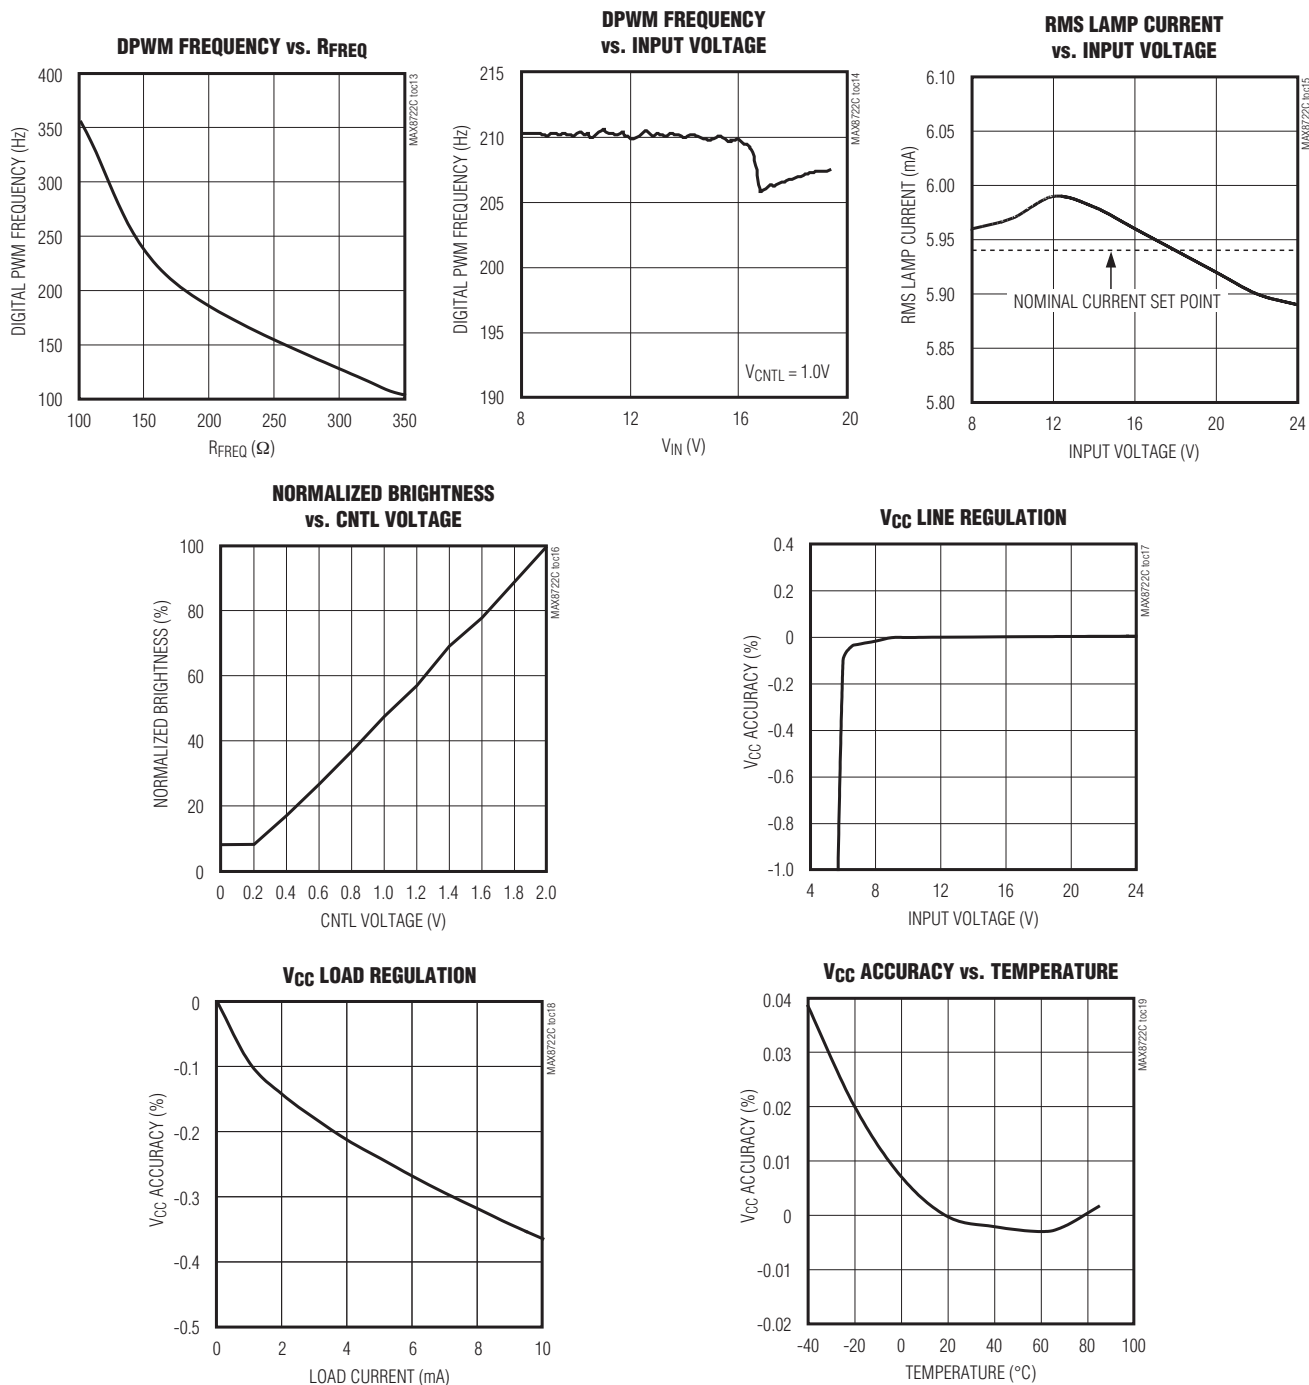 DPWM FREQUENCY vs. RFREQ
DIGITAL PWM FREQUENCY (Hz)
400
350
300
250
200
150
100
100 150 200 250 300 350
RFREQ (Ω)
MAX8722C toc13
DPWM FREQUENCY
vs. INPUT VOLTAGE
DIGITAL PWM FREQUENCY (Hz)
215
210
205
200
195
190
VCNTL = 1.0V
8 12 16 20
VIN (V)
MAX8722C toc14
RMS LAMP CURRENT
vs. INPUT VOLTAGE
RMS LAMP CURRENT (mA)
6.10
6.05
6.00
5.95
5.90
5.85
5.80
NOMINAL CURRENT SET POINT
8 12 16 20 24
INPUT VOLTAGE (V)
MAX8722C toc15
NORMALIZED BRIGHTNESS
vs. CNTL VOLTAGE
NORMALIZED BRIGHTNESS (%)
100
80
60
40
20
0
0 0.2 0.4 0.6 0.8 1.0 1.2 1.4 1.6 1.8 2.0
CNTL VOLTAGE (V)
MAX8722C toc16
VCC LINE REGULATION
VCC ACCURACY (%)
0.4
0.2
0
-0.2
-0.4
-0.6
-0.8
-1.0
4 8 12 16 20 24
INPUT VOLTAGE (V)
MAX8722C toc17
VCC LOAD REGULATION
VCC ACCURACY (%)
0
-0.1
-0.2
-0.3
-0.4
-0.5
0 2 4 6 8 10
LOAD CURRENT (mA)
MAX8722C toc18
VCC ACCURACY vs. TEMPERATURE
VCC ACCURACY (%)
0.04
0.03
0.02
0.01
0
-0.01
-0.02
-40 -20 0 20 40 60 80 100
TEMPERATURE (°C)
MAX8722C toc19